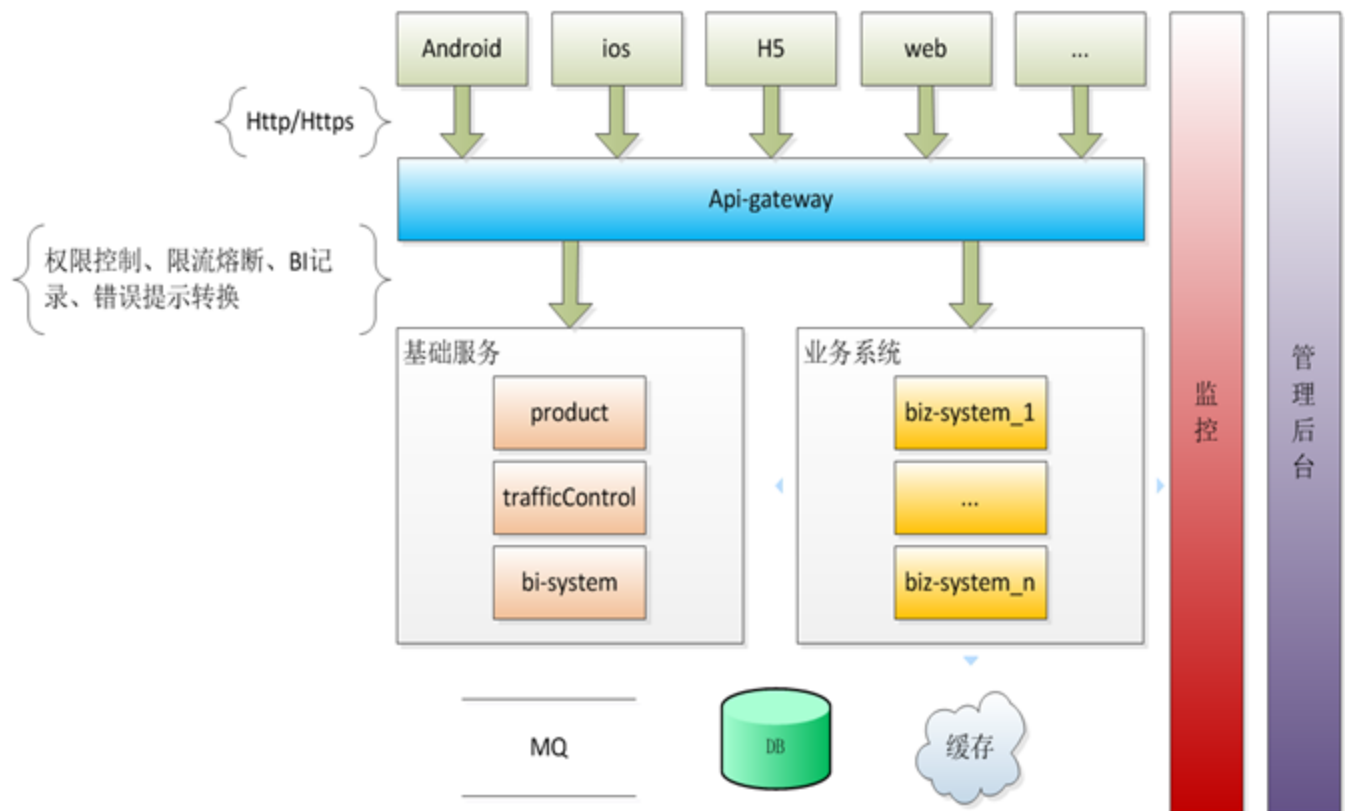 Android
ios
H5
web
...
Http/Https
Api-gateway
权限控制、限流熔断、BI记
录、错误提示转换
基础服务
product
trafficControl
bi-system
业务系统
biz-system_1
...
biz-system_n
MQ
DB
缓存
监
控
管
理
后
台